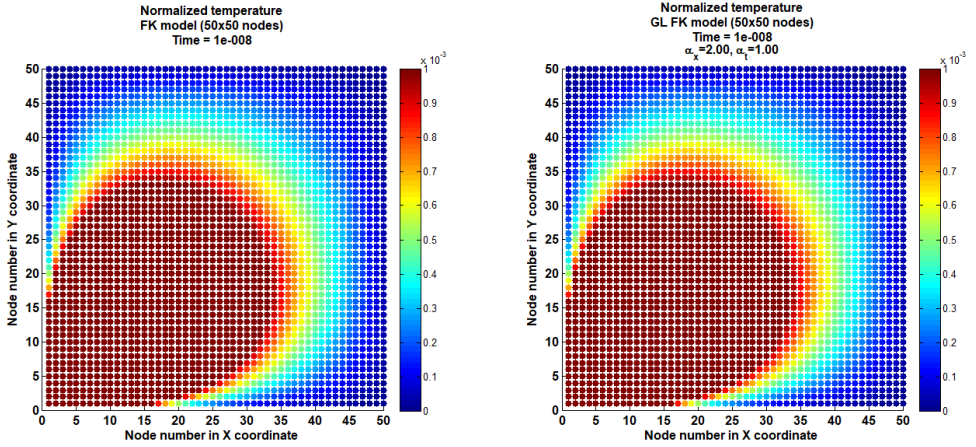 Normalized temperature
FK model (50x50 nodes)
Time = 1e-008
x 10⁻³
50
45
40
35
30
25
20
15
10
5
0
Node number in Y coordinate
0 5 10 15 20 25 30 35 40 45 50
Node number in X coordinate
1
0.9
0.8
0.7
0.6
0.5
0.4
0.3
0.2
0.1
0
Normalized temperature
GL FK model (50x50 nodes)
Time = 1e-008
αₓ=2.00, αₜ=1.00
x 10⁻³
50
45
40
35
30
25
20
15
10
5
0
Node number in Y coordinate
0 5 10 15 20 25 30 35 40 45 50
Node number in X coordinate
1
0.9
0.8
0.7
0.6
0.5
0.4
0.3
0.2
0.1
0